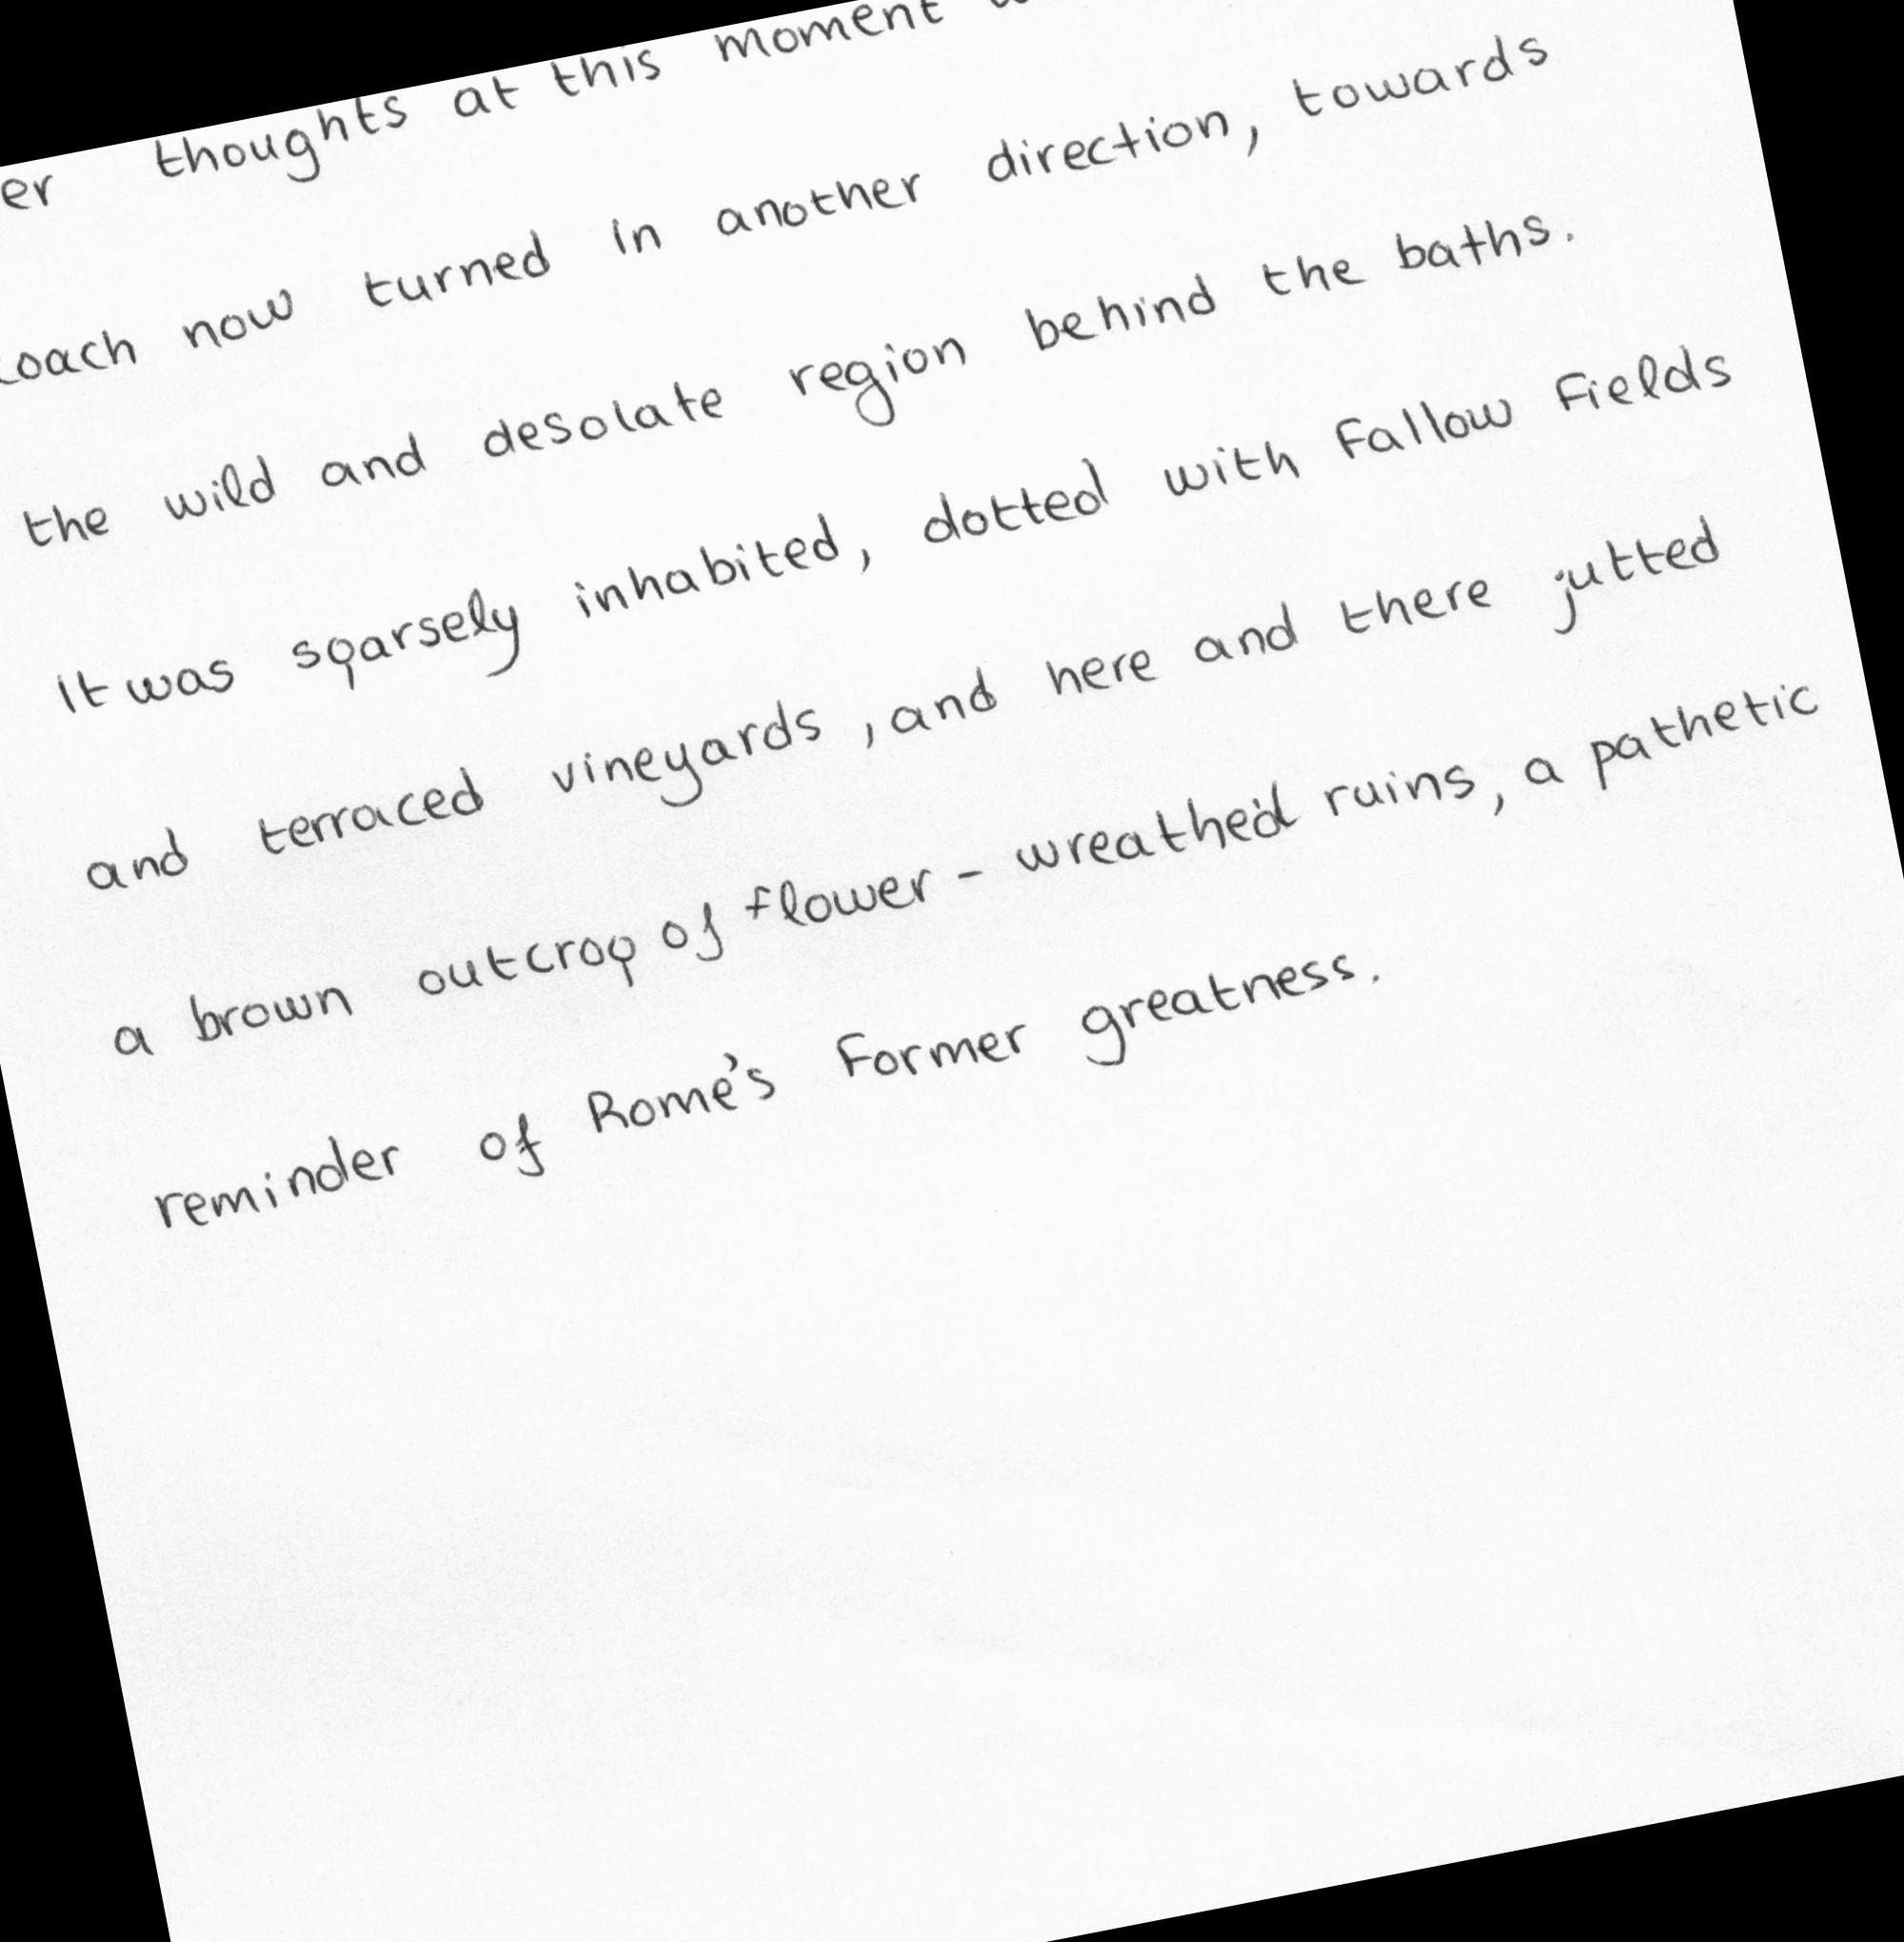 er thoughts at this moment
coach now turned in another direction, towards
the wild and desolate region behind the baths.
It was sparsely inhabited, dotted with fallow fields
and terraced vineyards, and here and there jutted
a brown outcrop of flower-wreathed ruins, a pathetic
reminder of Rome's former greatness.